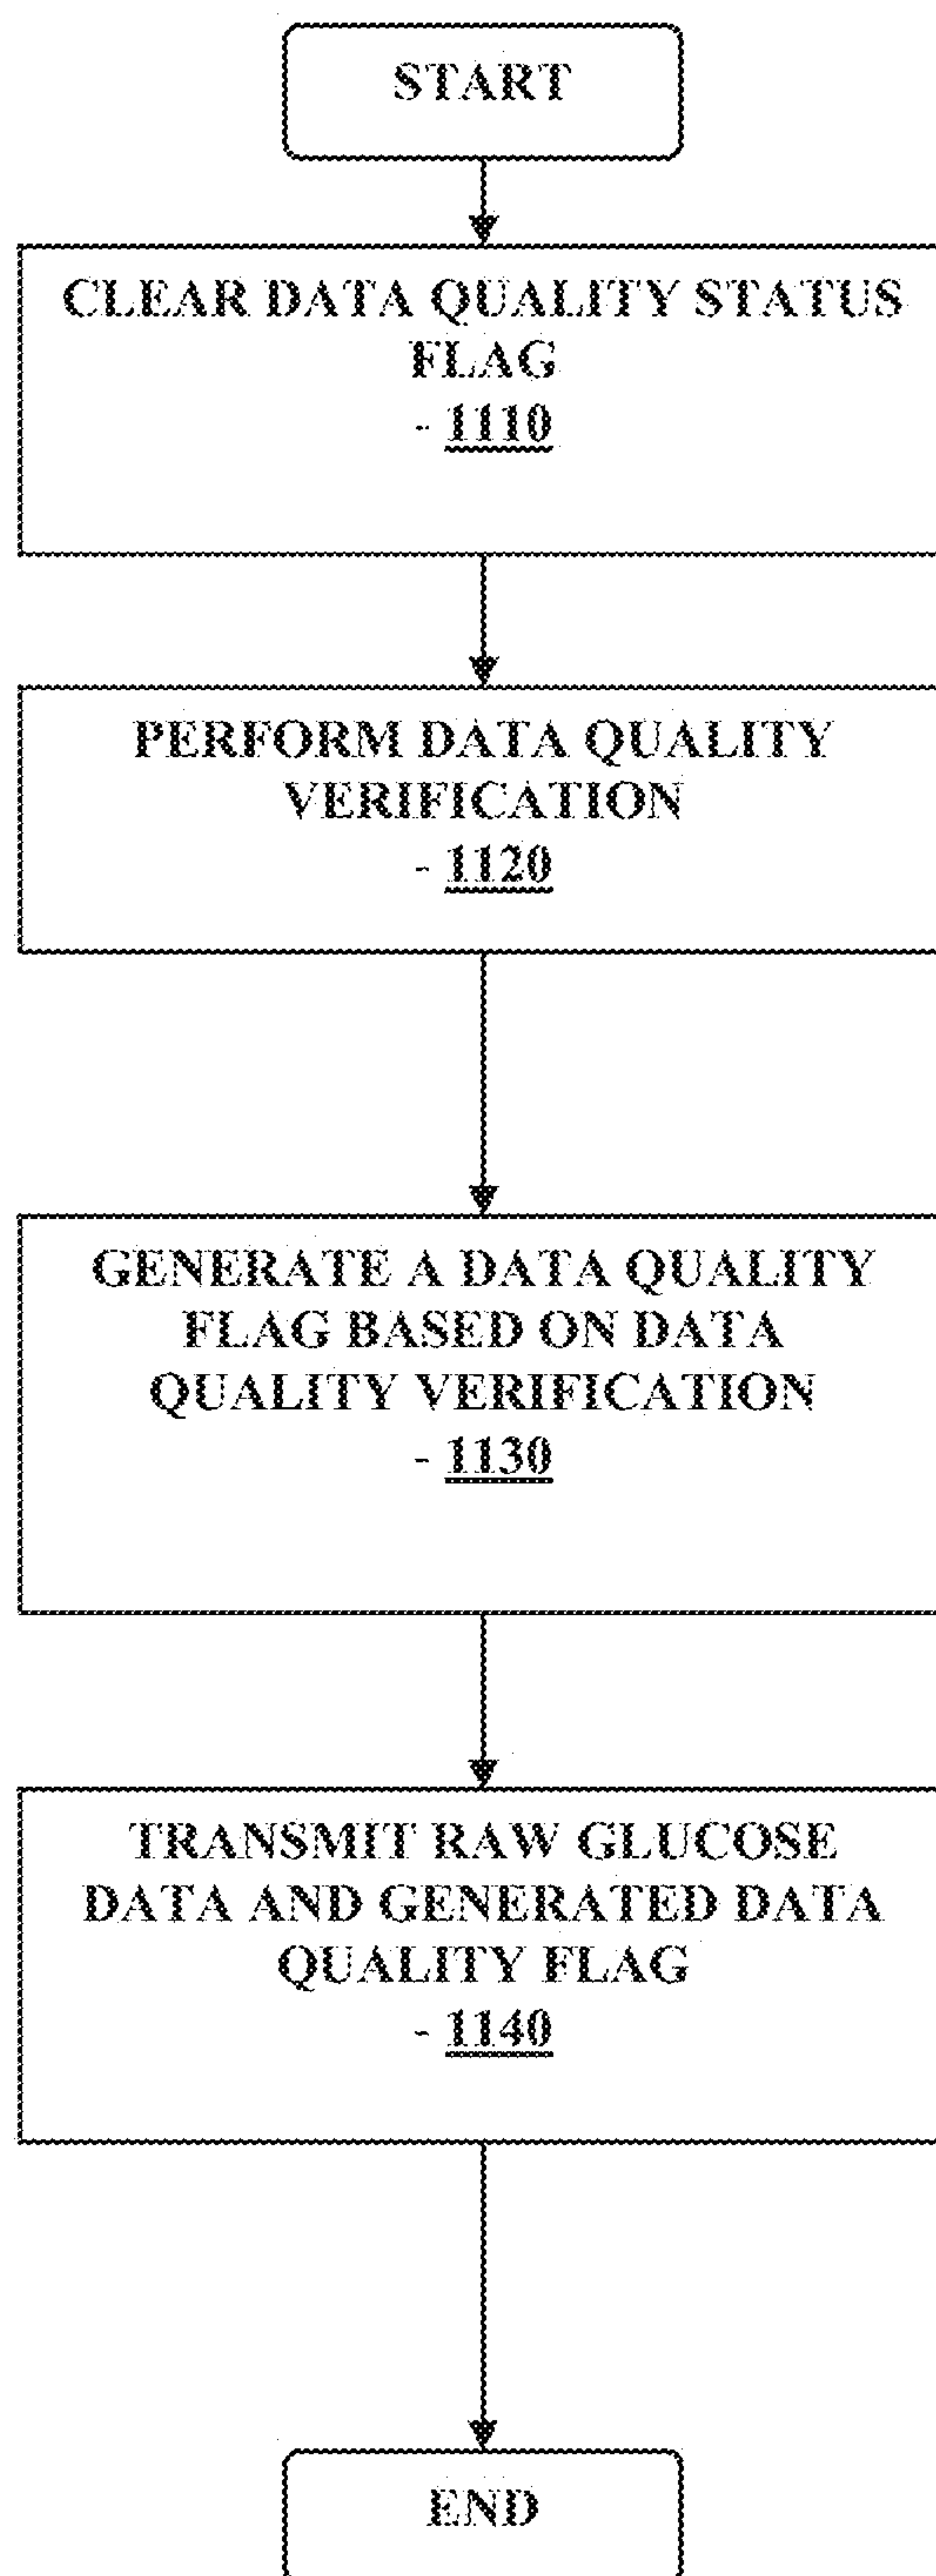 START
CLEAR DATA QUALITY STATUS
FLAG
- 1110
PERFORM DATA QUALITY
VERIFICATION
- 1120
GENERATE A DATA QUALITY
FLAG BASED ON DATA
QUALITY VERIFICATION
- 1130
TRANSMIT RAW GLUCOSE
DATA AND GENERATED DATA
QUALITY FLAG
- 1140
END